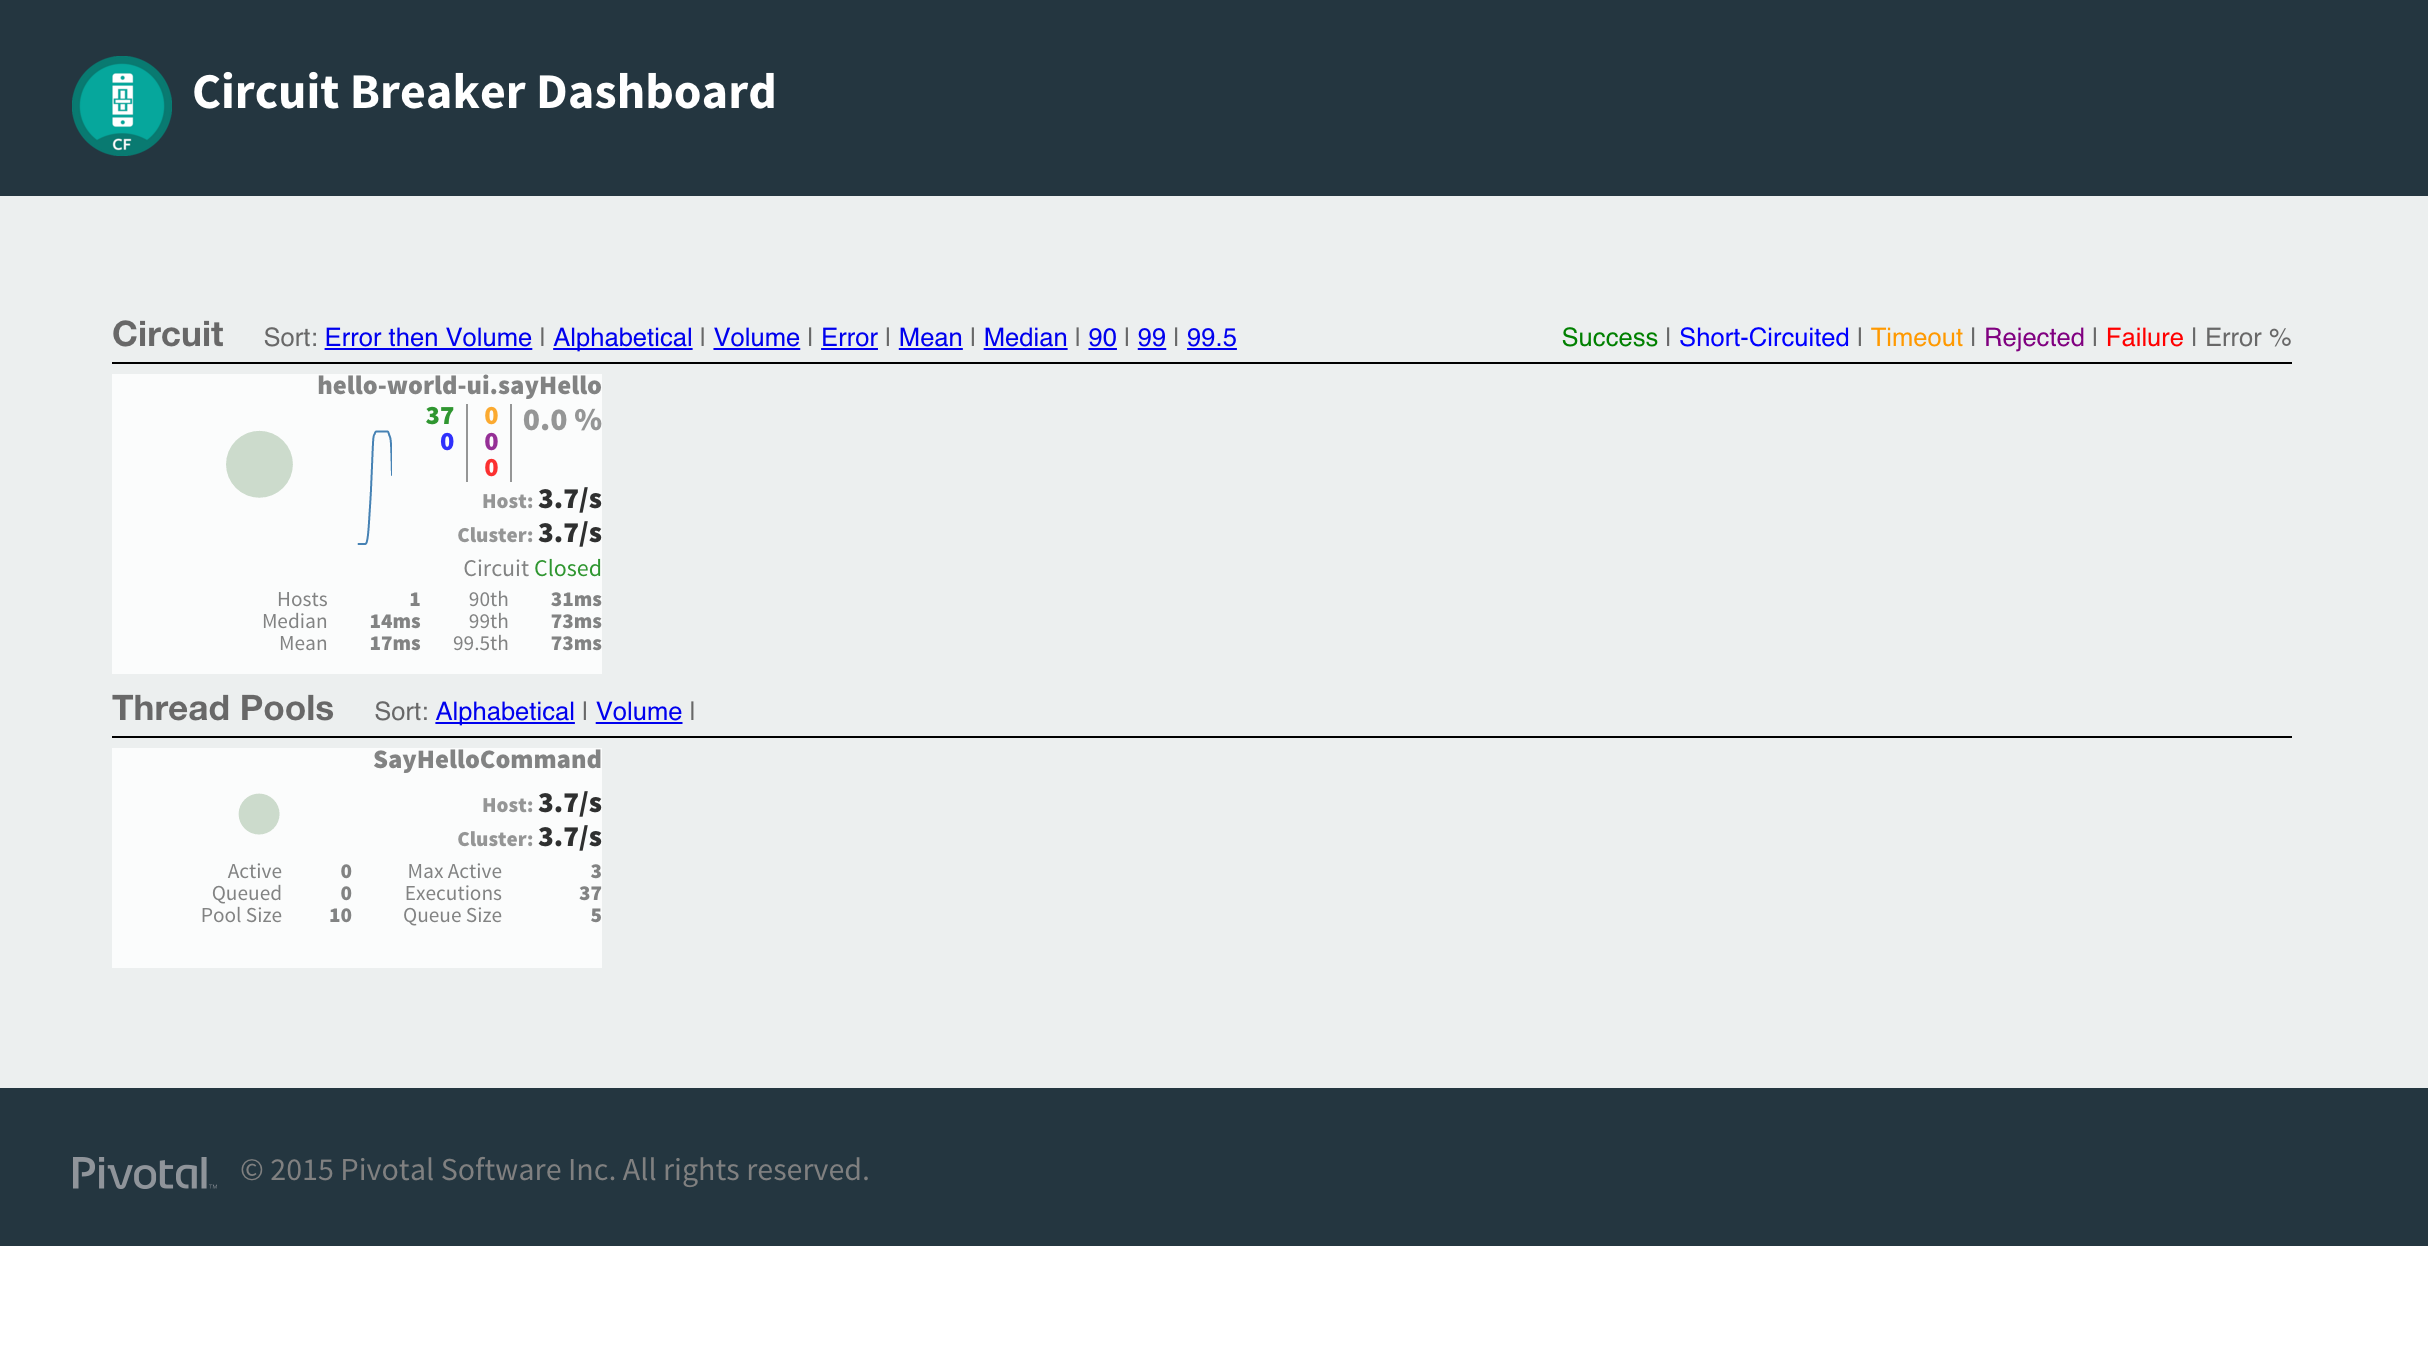 CF
Circuit Breaker Dashboard
Circuit Sort: Error then Volume | Alphabetical | Volume | Error | Mean | Median | 90 | 99 | 99.5 Success | Short-Circuited | Timeout | Rejected | Failure | Error %
hello-world-ui.sayHello
37 0 0.0 %
0 0
0
Host: 3.7/s
Cluster: 3.7/s
Circuit Closed
Hosts 1 90th 31ms
Median 14ms 99th 73ms
Mean 17ms 99.5th 73ms
Thread Pools Sort: Alphabetical | Volume |
SayHelloCommand
Host: 3.7/s
Cluster: 3.7/s
Active 0 Max Active 3
Queued 0 Executions 37
Pool Size 10 Queue Size 5
Pivotal™ © 2015 Pivotal Software Inc. All rights reserved.